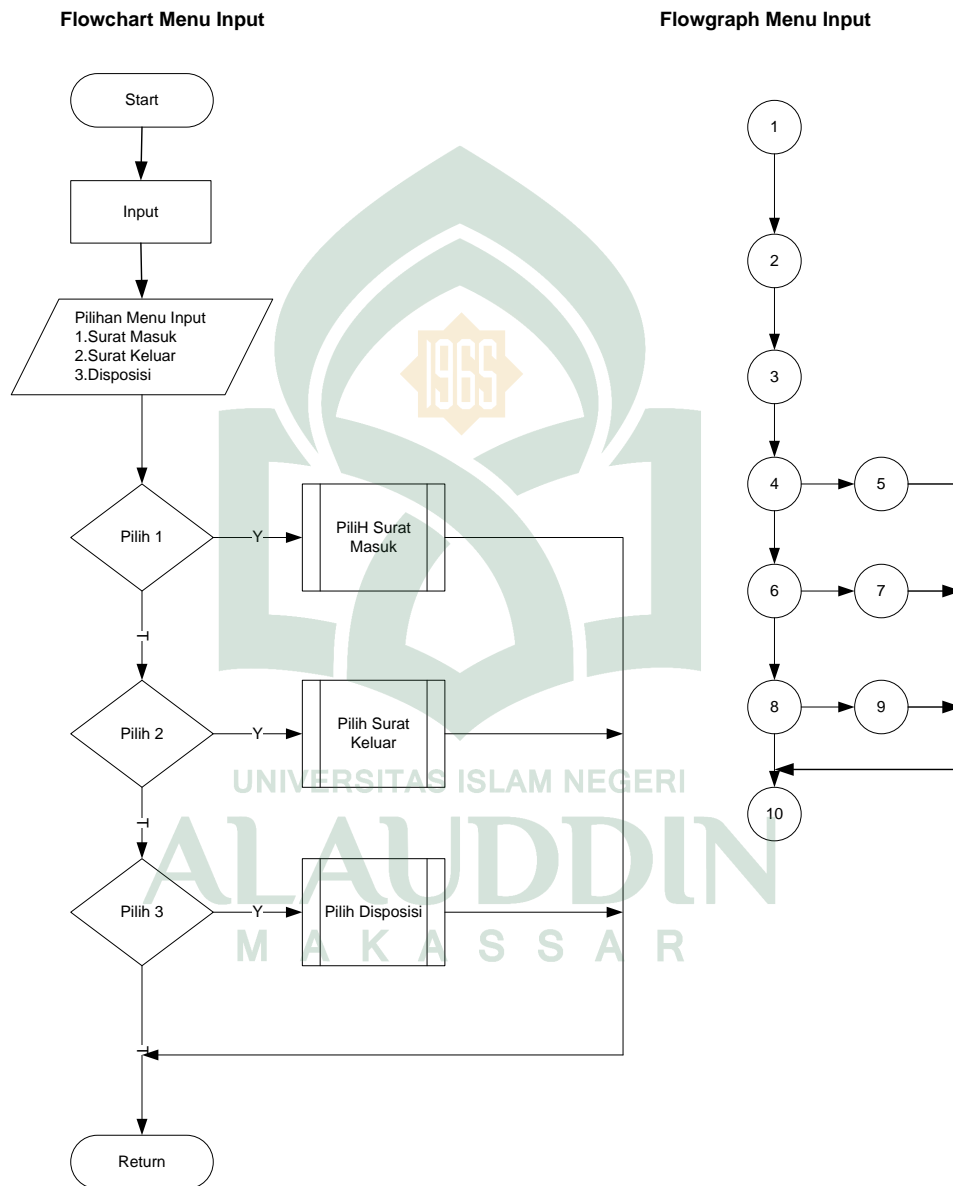 Flowchart Menu Input
Start
Input
Pilihan Menu Input
1.Surat Masuk
2.Surat Keluar
3.Disposisi
Pilih 1
Y
PiliH Surat
Masuk
T
Pilih 2
Y
Pilih Surat
Keluar
T
Pilih 3
Y
Pilih Disposisi
T
Return
Flowgraph Menu Input
1
2
3
4
5
6
7
8
9
10
1965
UNIVERSITAS ISLAM NEGERI
ALAUDDIN
MAKASSAR